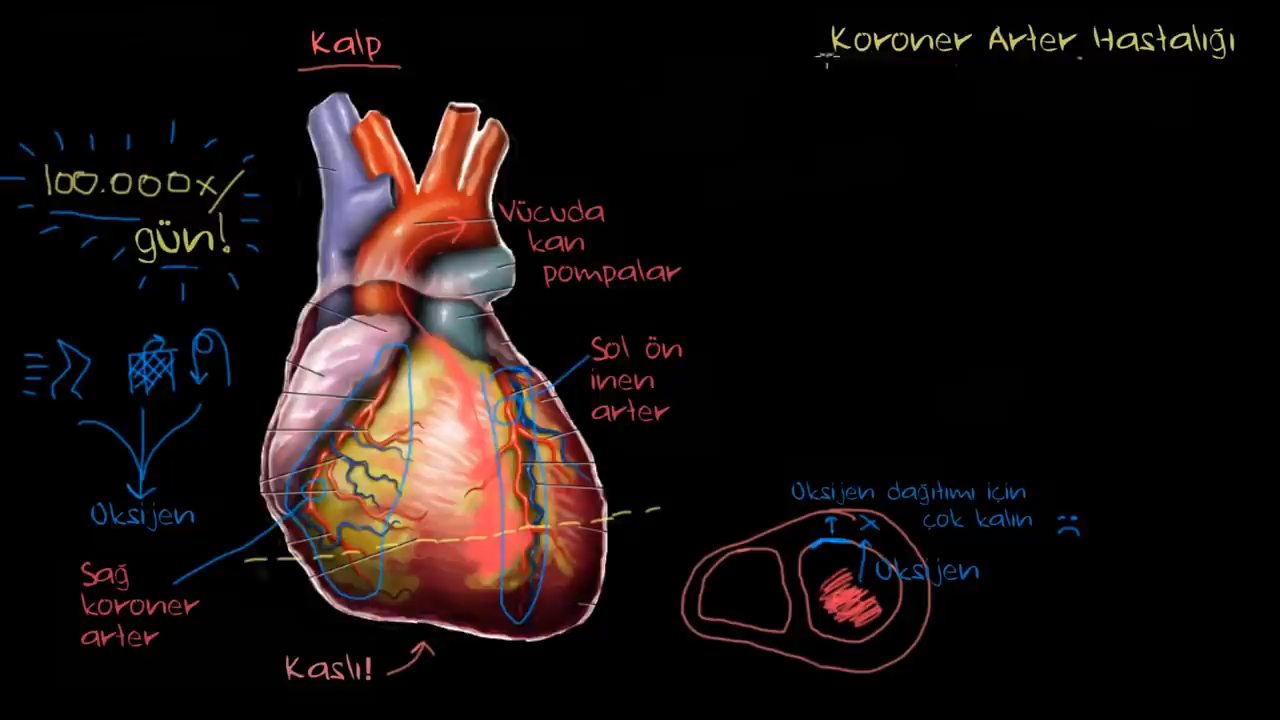 Kalp
Koroner Arter Hastalığı
100.000x/
gün!
Vücuda
kan
pompalar
Sol ön
inen
arter
Oksijen
Sağ
koroner
arter
Kaslı!
Oksijen dağıtımı için
çok kalın
x
Oksijen